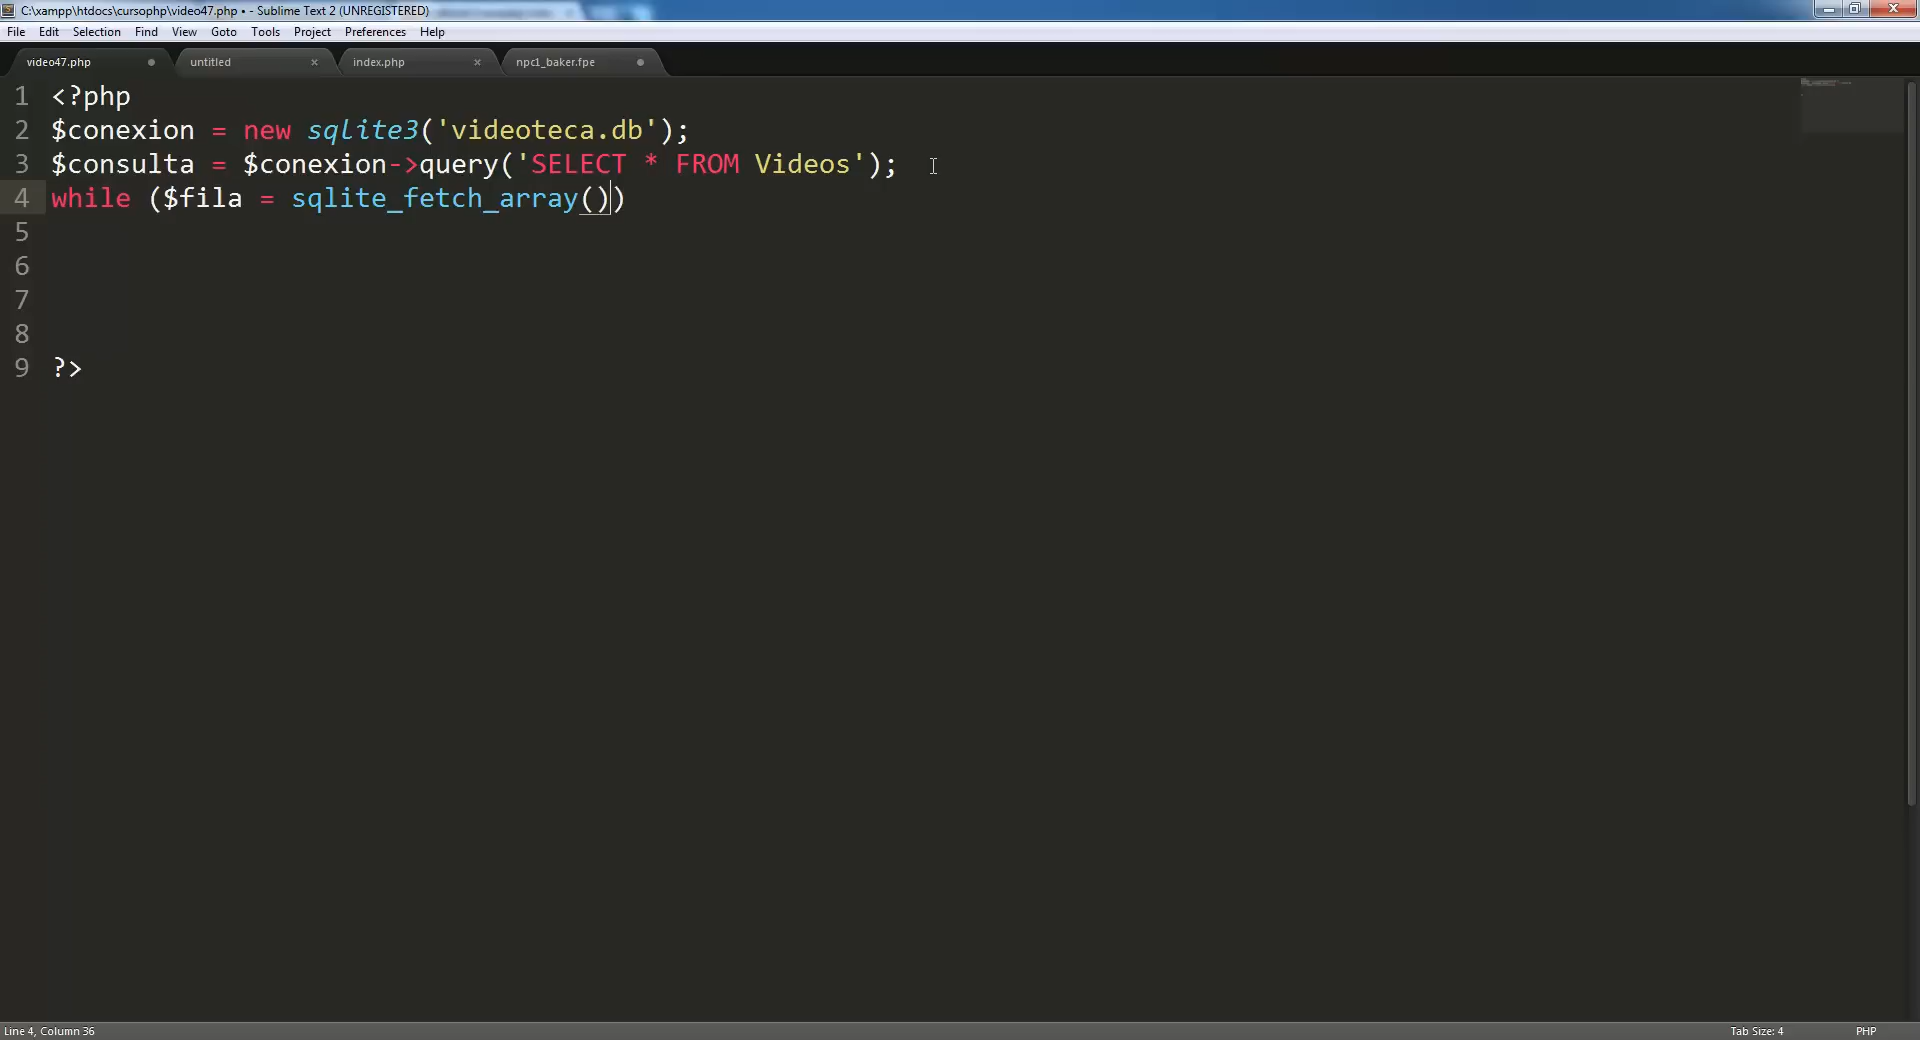 C:\xampp\htdocs\cursophp\video47.php • - Sublime Text 2 (UNREGISTERED)
File Edit Selection Find View Goto Tools Project Preferences Help
video47.php untitled index.php npc1_baker.fpe
1 <?php
2 $conexion = new sqlite3('videoteca.db');
3 $consulta = $conexion->query('SELECT * FROM Videos');
4 while ($fila = sqlite_fetch_array())
5
6
7
8
9 ?>
Line 4, Column 36 Tab Size: 4 PHP